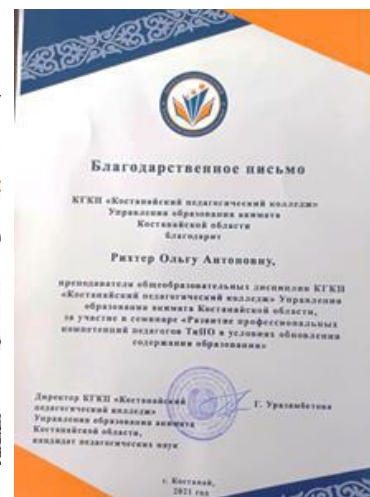 Благодарственное письмо
КГКП «Костанайский педагогический колледж»
Управления образования акимата
Костанайской области
благодарит
Рихтер Ольгу Антоновну,
преподавателя общеобразовательных дисциплин КГКП
«Костанайский педагогический колледж» Управления
образования акимата Костанайской области,
за участие в семинаре «Развитие профессиональных
компетенций педагогов ТиПО в условиях обновления
содержания образования»
Директор КГКП «Костанайский
педагогический колледж»
Управления образования акимата
Костанайской области,
кандидат педагогических наук
Г. Уразамбетова
г. Костанай,
2021 год